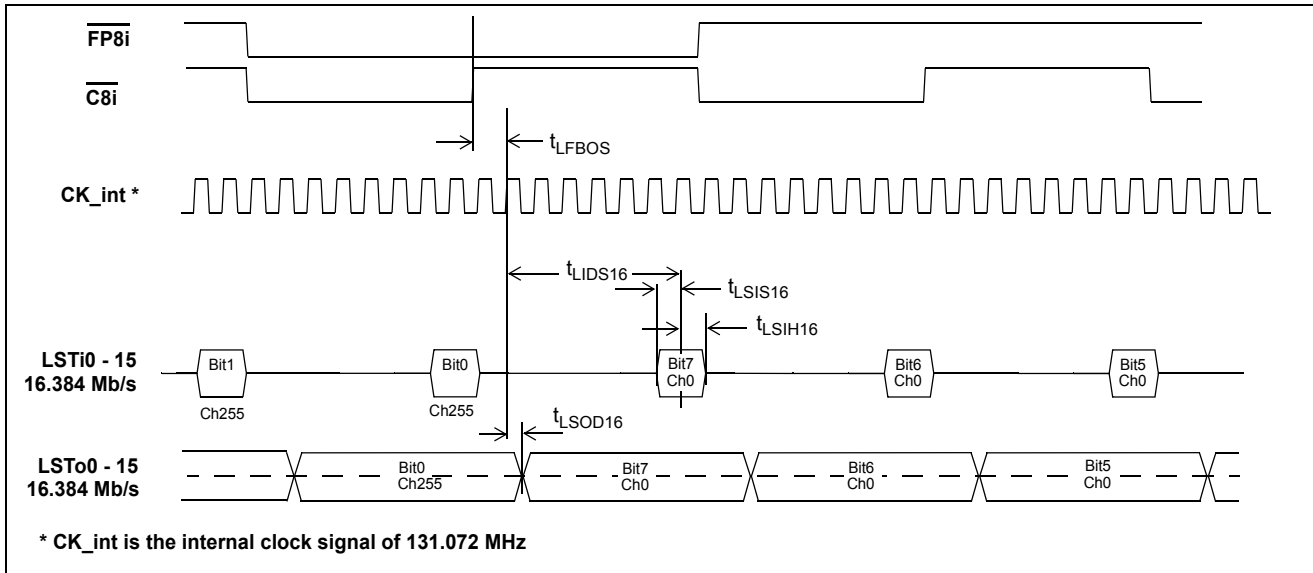 FP8i
C8i
tLFBOS
CK_int *
tLIDS16
tLSIS16
tLSIH16
LSTi0 - 15
16.384 Mb/s
Bit1
Ch255
Bit0
Ch255
Bit7
Ch0
Bit6
Ch0
Bit5
Ch0
tLSOD16
LSTo0 - 15
16.384 Mb/s
Bit0
Ch255
Bit7
Ch0
Bit6
Ch0
Bit5
Ch0
* CK_int is the internal clock signal of 131.072 MHz